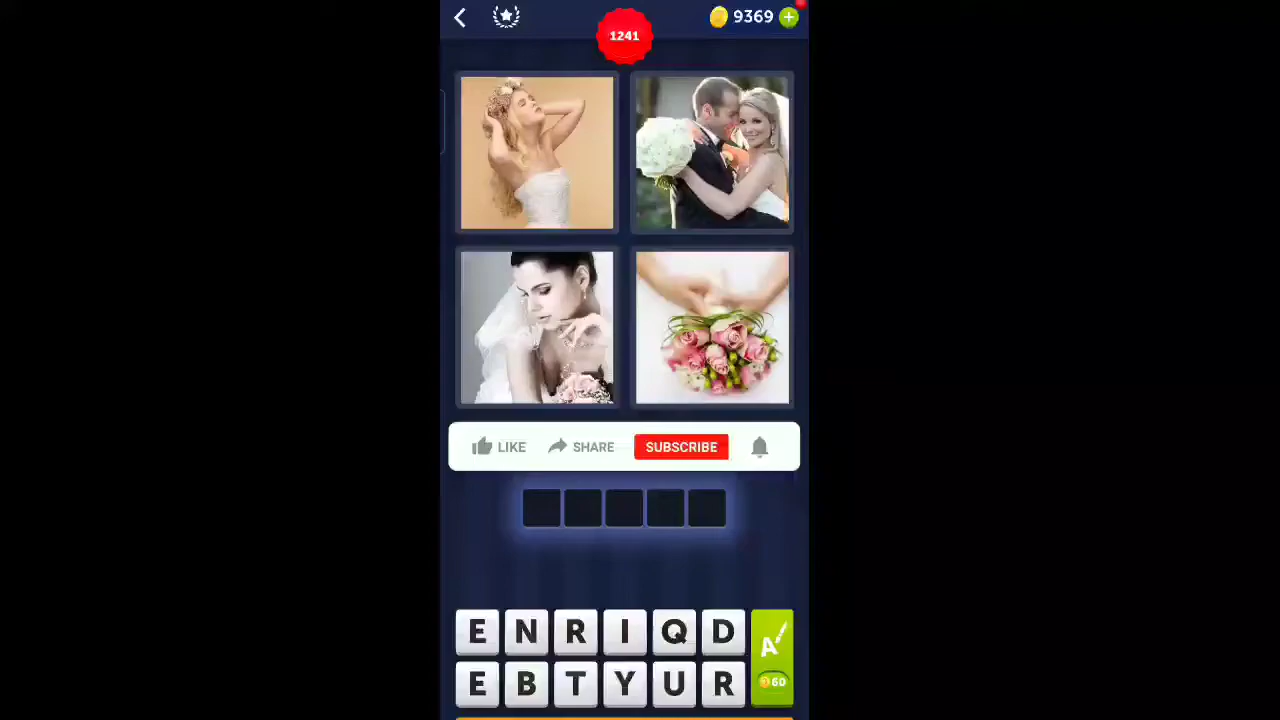 9369
1241
LIKE SHARE SUBSCRIBE
E N R I Q D
A
E B T Y U R
60